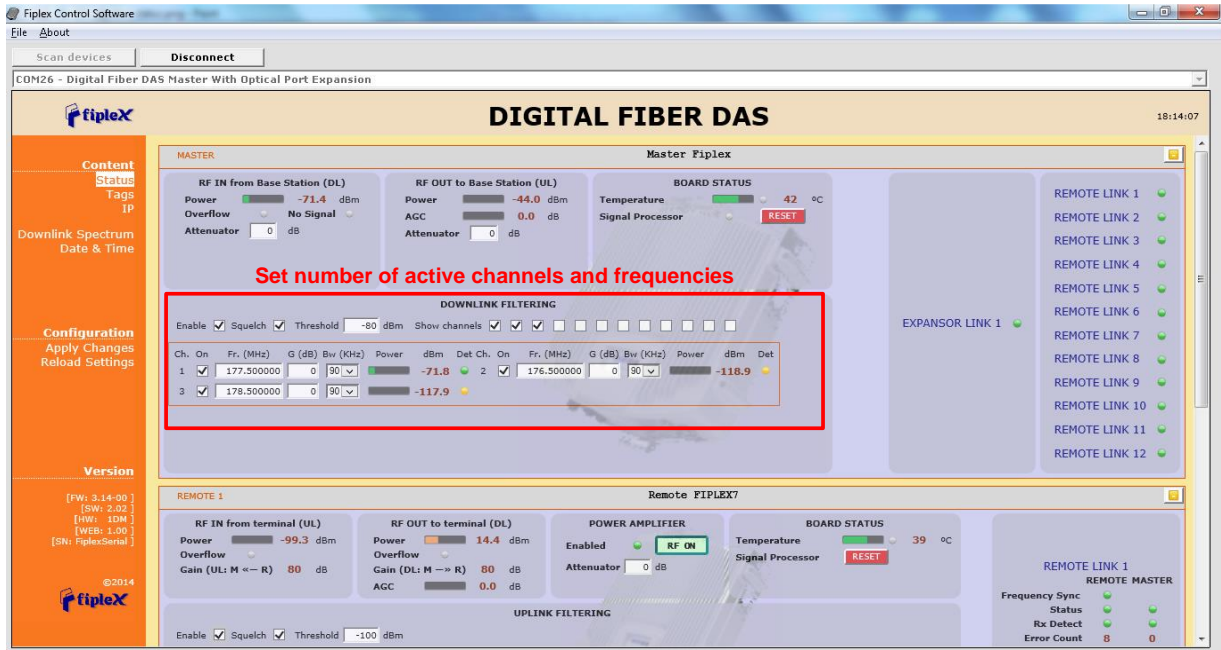 Fiplex Control Software
File About
Scan devices Disconnect
COM26 - Digital Fiber DAS Master With Optical Port Expansion
fipleX
DIGITAL FIBER DAS
18:14:07
Content
Status
Tags
IP
Downlink Spectrum
Date & Time
Configuration
Apply Changes
Reload Settings
Version
[FW: 3.14-00 ]
[SW: 2.02 ]
[HW: 1DM ]
[WEB: 1.00 ]
[SN: FiplexSerial ]
©2014
fipleX
MASTER Master Fiplex
RF IN from Base Station (DL)
Power -71.4 dBm
Overflow No Signal
Attenuator 0 dB
RF OUT to Base Station (UL)
Power -44.0 dBm
AGC 0.0 dB
Attenuator 0 dB
BOARD STATUS
Temperature 42 ºC
Signal Processor RESET
Set number of active channels and frequencies
DOWNLINK FILTERING
Enable Squelch Threshold -80 dBm Show channels
Ch. On Fr. (MHz) G (dB) Bw (KHz) Power dBm Det Ch. On Fr. (MHz) G (dB) Bw (KHz) Power dBm Det
1 177.500000 0 90 -71.8 2 176.500000 0 90 -118.9
3 178.500000 0 90 -117.9
EXPANSOR LINK 1
REMOTE LINK 1
REMOTE LINK 2
REMOTE LINK 3
REMOTE LINK 4
REMOTE LINK 5
REMOTE LINK 6
REMOTE LINK 7
REMOTE LINK 8
REMOTE LINK 9
REMOTE LINK 10
REMOTE LINK 11
REMOTE LINK 12
REMOTE 1 Remote FIPLEX7
RF IN from terminal (UL)
Power -99.3 dBm
Overflow
Gain (UL: M «— R) 80 dB
RF OUT to terminal (DL)
Power 14.4 dBm
Overflow
Gain (DL: M —» R) 80 dB
AGC 0.0 dB
POWER AMPLIFIER
Enabled RF ON
Attenuator 0 dB
BOARD STATUS
Temperature 39 ºC
Signal Processor RESET
REMOTE LINK 1
REMOTE MASTER
Frequency Sync
Status
Rx Detect
Error Count 8 0
UPLINK FILTERING
Enable Squelch Threshold -100 dBm